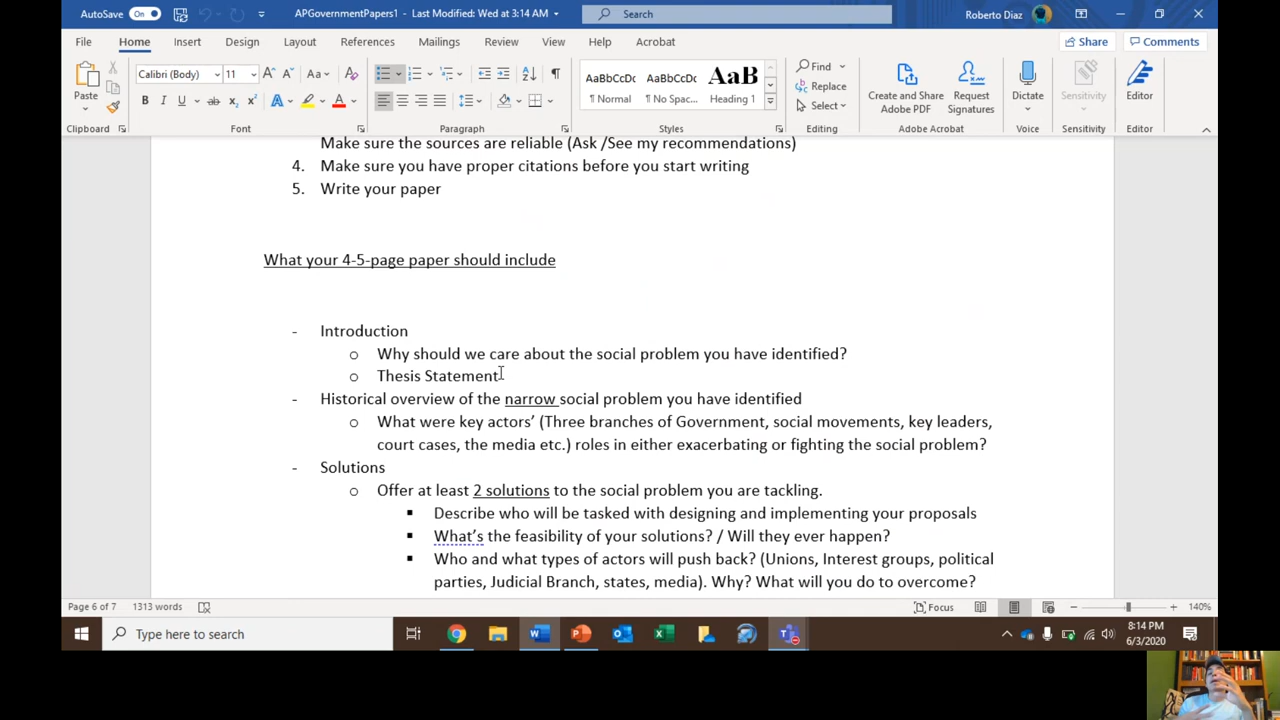 AutoSave On APGovernmentPapers1 - Last Modified: Wed at 3:14 AM Search Roberto Diaz
File Home Insert Design Layout References Mailings Review View Help Acrobat Share Comments
Calibri (Body) 11 Aa AaBbCcDc AaBbCcDc AaB Find
Paste B I U ab x₂ x² A A ¶ Normal ¶ No Spac... Heading 1 Replace Select Create and Share Adobe PDF Request Signatures Dictate Sensitivity Editor
Clipboard Font Paragraph Styles Editing Adobe Acrobat Voice Sensitivity Editor
Make sure the sources are reliable (Ask /See my recommendations)
4. Make sure you have proper citations before you start writing
5. Write your paper
What your 4-5-page paper should include
- Introduction
o Why should we care about the social problem you have identified?
o Thesis Statement
- Historical overview of the narrow social problem you have identified
o What were key actors’ (Three branches of Government, social movements, key leaders,
court cases, the media etc.) roles in either exacerbating or fighting the social problem?
- Solutions
o Offer at least 2 solutions to the social problem you are tackling.
▪ Describe who will be tasked with designing and implementing your proposals
▪ What’s the feasibility of your solutions? / Will they ever happen?
▪ Who and what types of actors will push back? (Unions, Interest groups, political
parties, Judicial Branch, states, media). Why? What will you do to overcome?
Page 6 of 7 1313 words Focus 140%
Type here to search 8:14 PM
6/3/2020